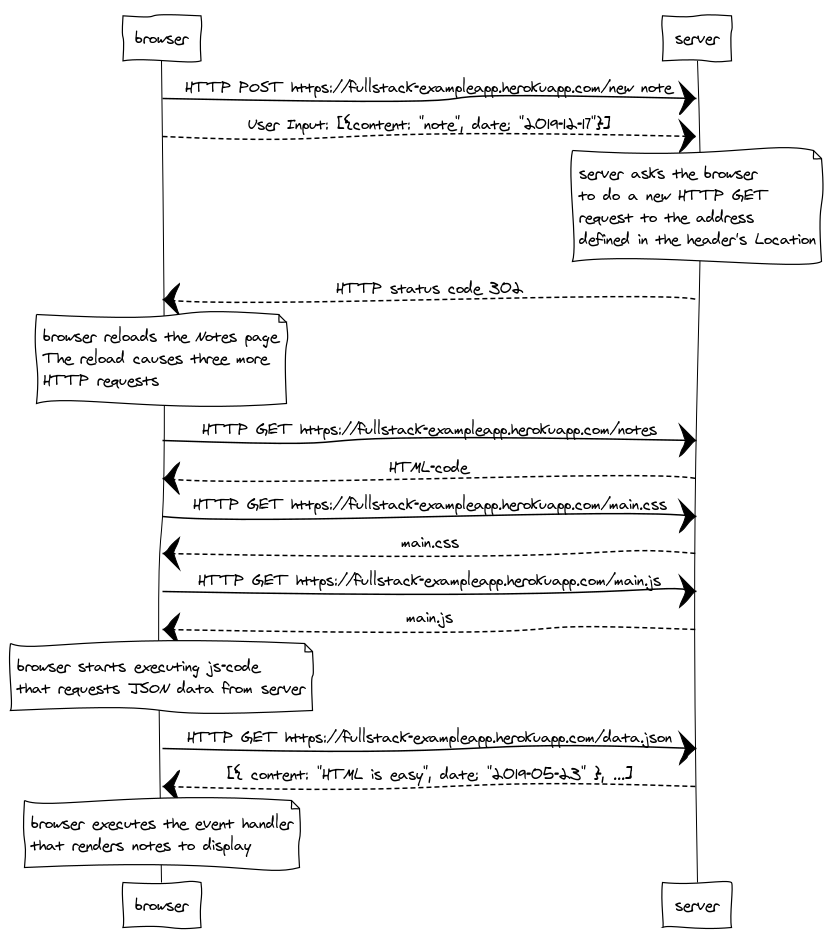 browser
server
HTTP POST https://fullstack-exampleapp.herokuapp.com/new note
User Input: [{content: "note", date: "2019-12-17"}]
server asks the browser
to do a new HTTP GET
request to the address
defined in the header's Location
HTTP status code 302
browser reloads the Notes page
The reload causes three more
HTTP requests
HTTP GET https://fullstack-exampleapp.herokuapp.com/notes
HTML-code
HTTP GET https://fullstack-exampleapp.herokuapp.com/main.css
main.css
HTTP GET https://fullstack-exampleapp.herokuapp.com/main.js
main.js
browser starts executing js-code
that requests JSON data from server
HTTP GET https://fullstack-exampleapp.herokuapp.com/data.json
[{ content: "HTML is easy", date: "2019-05-23" }, ...]
browser executes the event handler
that renders notes to display
browser
server